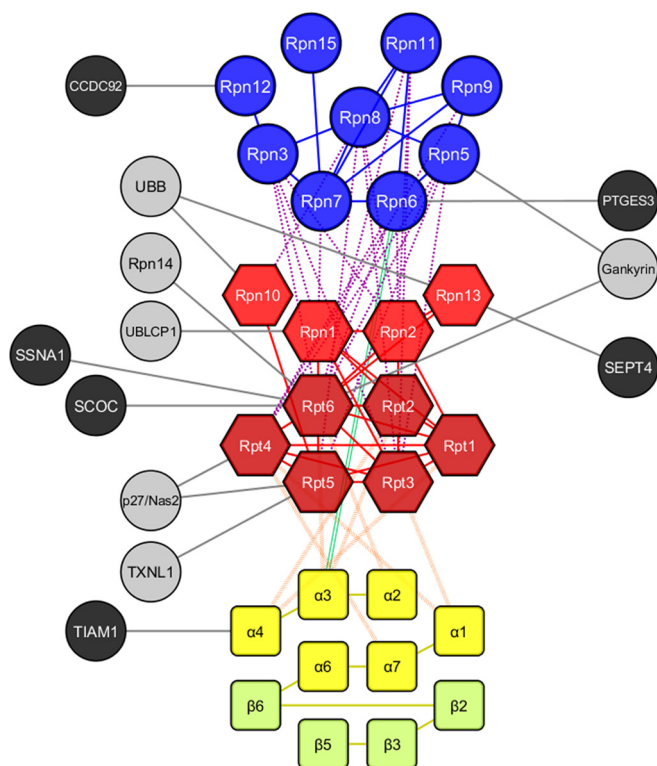 Rpn15
Rpn11
CCDC92
Rpn12
Rpn9
Rpn8
Rpn3
Rpn5
UBB
Rpn7
Rpn6
PTGES3
Rpn14
Gankyrin
Rpn10
Rpn13
UBLCP1
Rpn1
Rpn2
SSNA1
SEPT4
SCOC
Rpt6
Rpt2
Rpt4
Rpt1
Rpt5
Rpt3
p27/Nas2
TXNL1
α3
α2
TIAM1
α4
α1
α6
α7
β6
β2
β5
β3